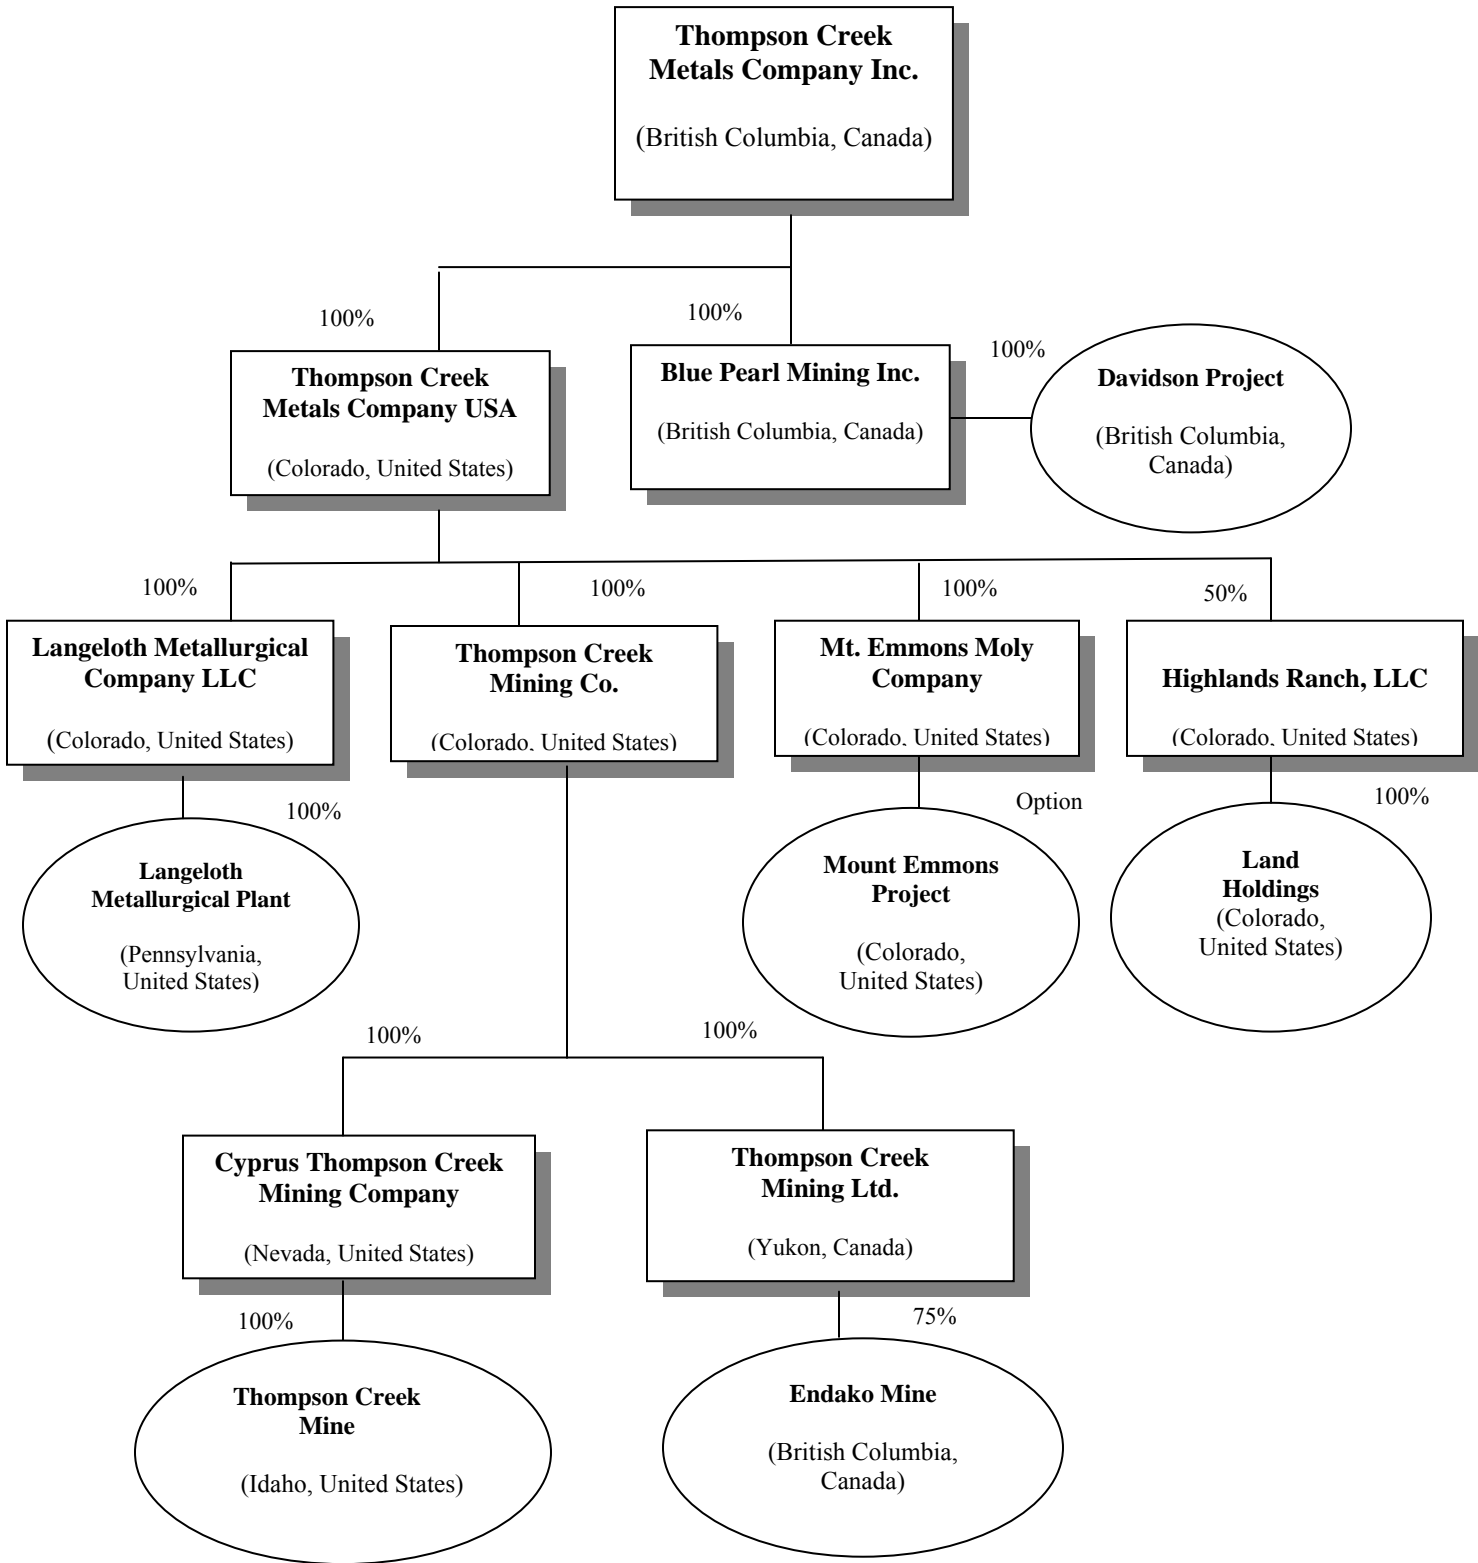 Thompson Creek
Metals Company Inc.
(British Columbia, Canada)
100%
100%
100%
Thompson Creek
Metals Company USA
(Colorado, United States)
Blue Pearl Mining Inc.
(British Columbia, Canada)
Davidson Project
(British Columbia,
Canada)
100%
100%
100%
50%
Langeloth Metallurgical
Company LLC
(Colorado, United States)
Thompson Creek
Mining Co.
(Colorado, United States)
Mt. Emmons Moly
Company
(Colorado, United States)
Highlands Ranch, LLC
(Colorado, United States)
100%
Option
100%
Langeloth
Metallurgical Plant
(Pennsylvania,
United States)
Mount Emmons
Project
(Colorado,
United States)
Land
Holdings
(Colorado,
United States)
100%
100%
Cyprus Thompson Creek
Mining Company
(Nevada, United States)
Thompson Creek
Mining Ltd.
(Yukon, Canada)
100%
75%
Thompson Creek
Mine
(Idaho, United States)
Endako Mine
(British Columbia,
Canada)